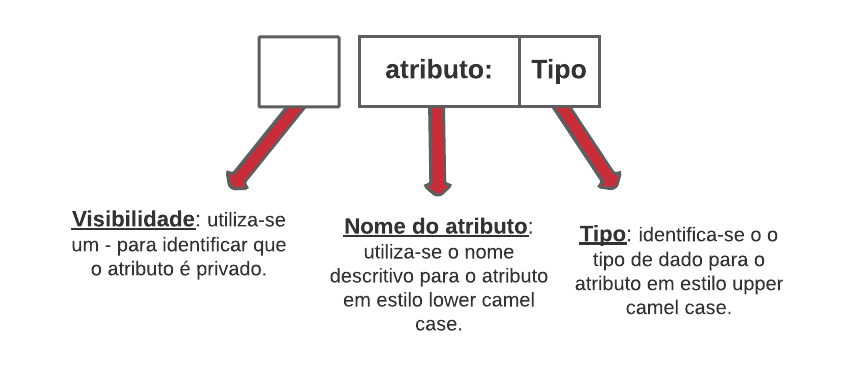 atributo: Tipo
Visibilidade: utiliza-se
um - para identificar que
o atributo é privado.
Nome do atributo:
utiliza-se o nome
descritivo para o atributo
em estilo lower camel
case.
Tipo: identifica-se o o
tipo de dado para o
atributo em estilo upper
camel case.